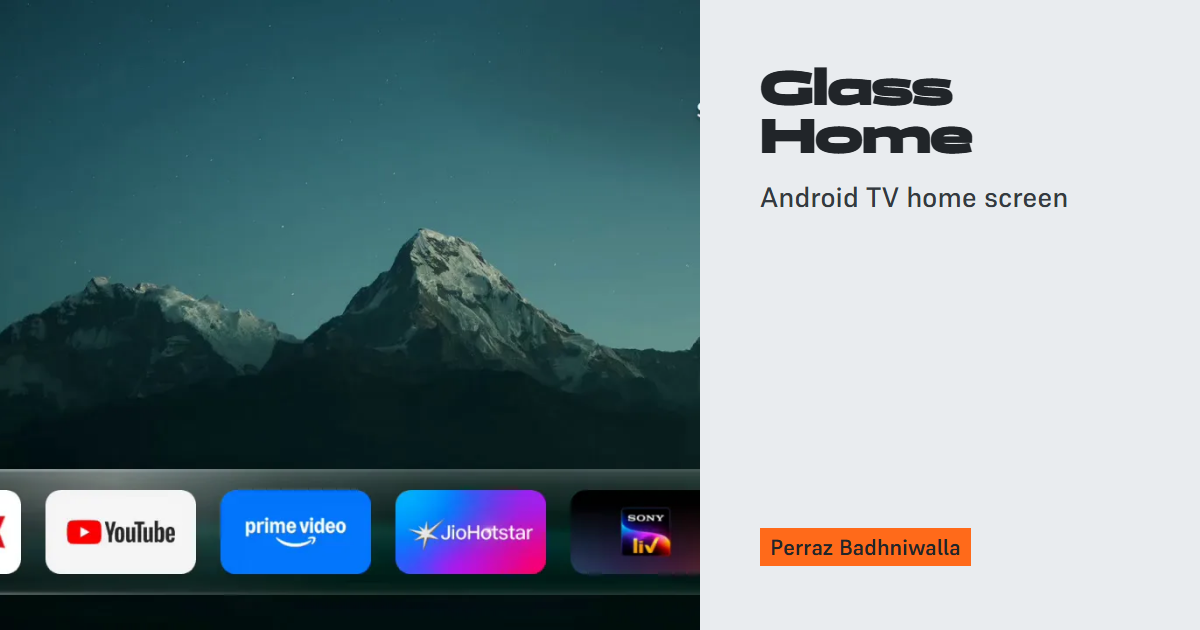 Glass
Home
Android TV home screen
YouTube
prime video
JioHotstar
SONY
liv
Perraz Badhniwalla